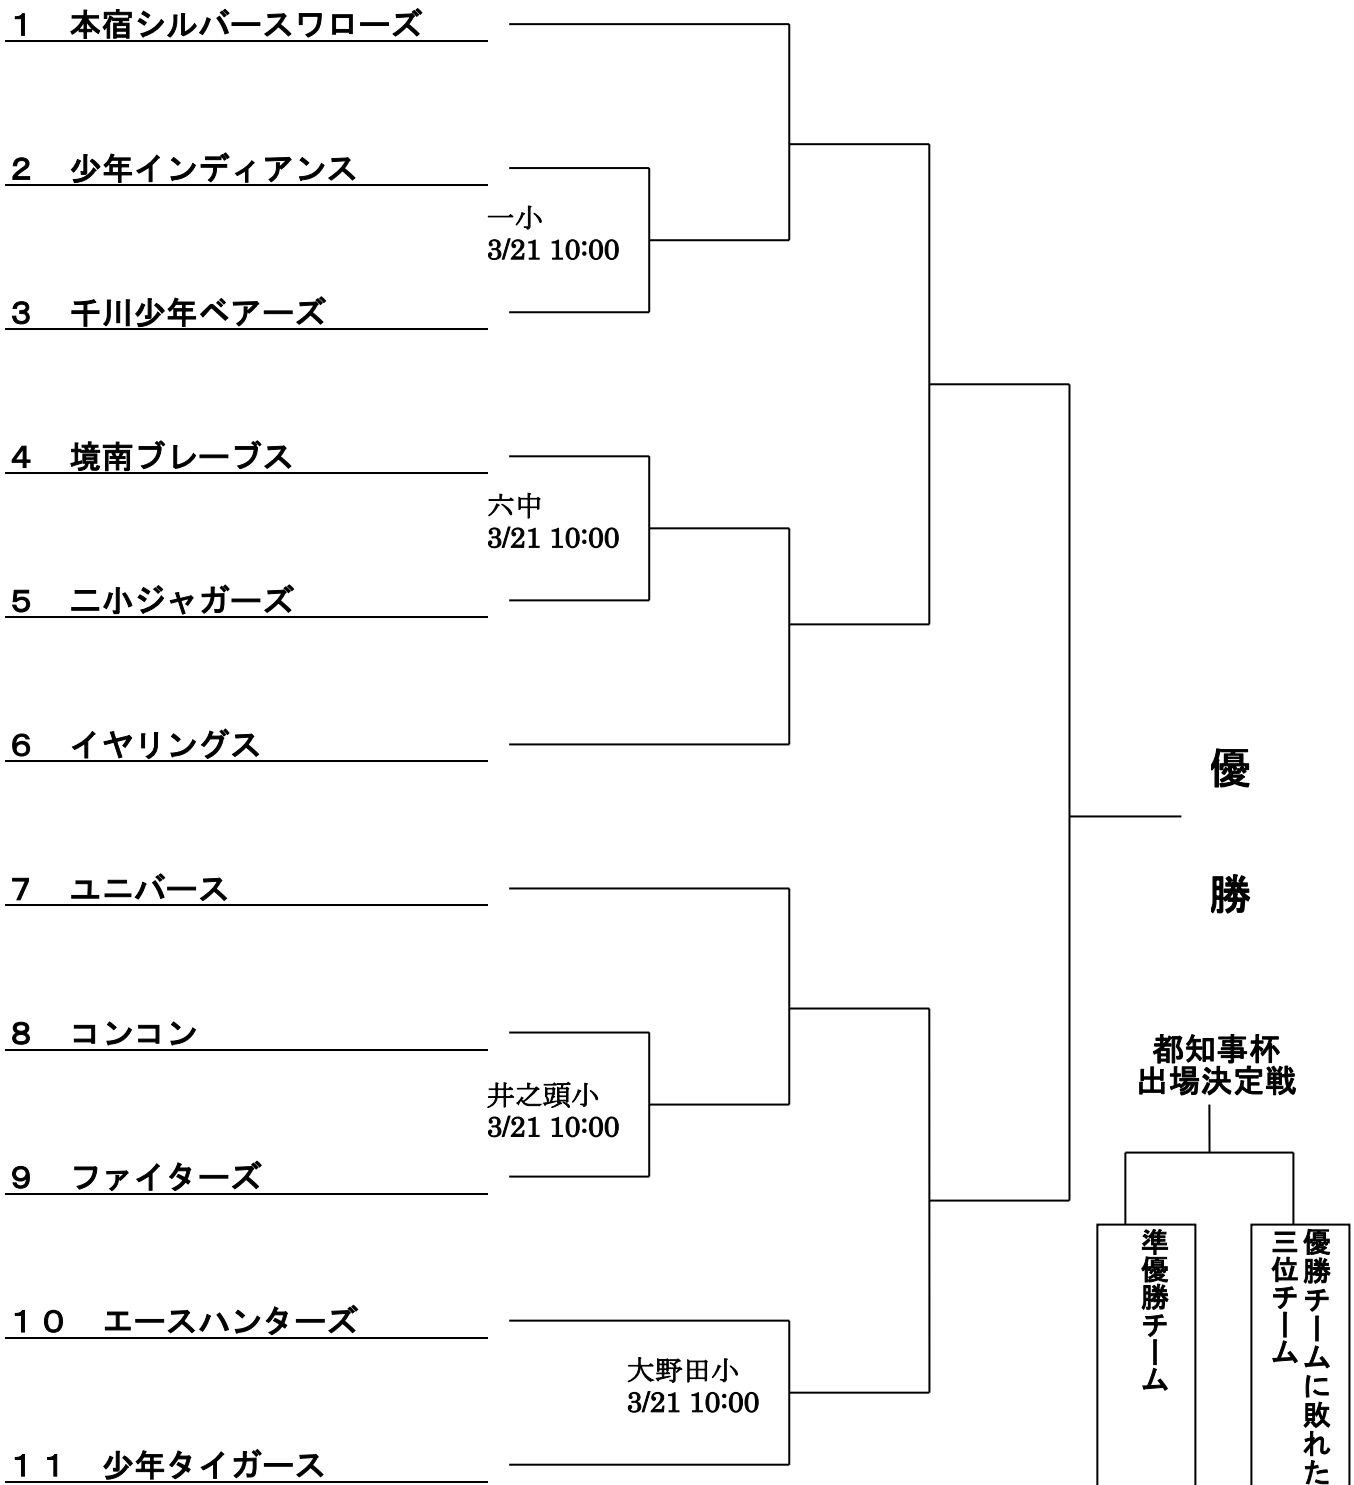 １　本宿シルバースワローズ
２　少年インディアンス
一小
3/21 10:00
３　千川少年ベアーズ
４　境南ブレーブス
六中
3/21 10:00
５　二小ジャガーズ
６　イヤリングス
７　ユニバース
８　コンコン
井之頭小
3/21 10:00
９　ファイターズ
１０　エースハンターズ
大野田小
3/21 10:00
１１　少年タイガース
優
勝
都知事杯
出場決定戦
準優勝チーム
優勝チームに敗れた
三位チーム